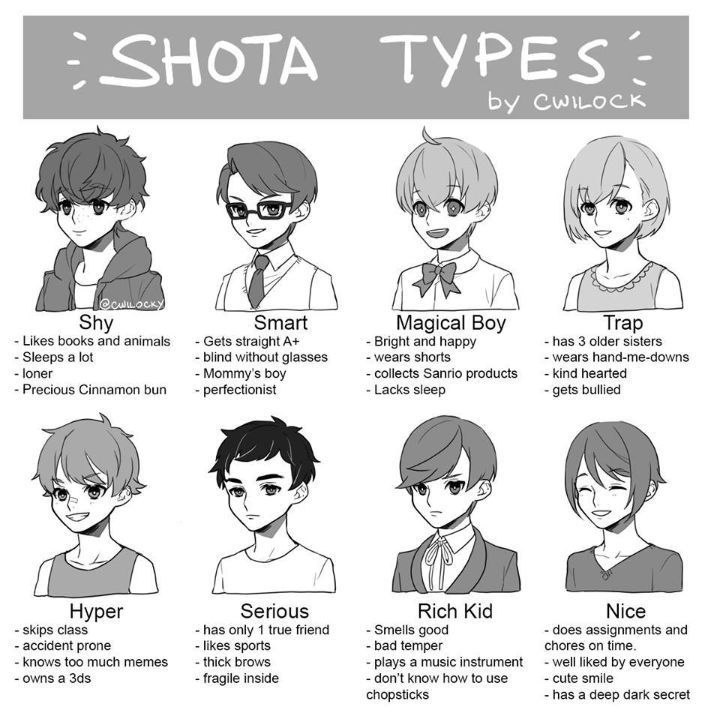 SHOTA TYPES
by CWILOCK
@CWILOCKY
Shy
- Likes books and animals
- Sleeps a lot
- loner
- Precious Cinnamon bun
Smart
- Gets straight A+
- blind without glasses
- Mommy's boy
- perfectionist
Magical Boy
- Bright and happy
- wears shorts
- collects Sanrio products
- Lacks sleep
Trap
- has 3 older sisters
- wears hand-me-downs
- kind hearted
- gets bullied
Hyper
- skips class
- accident prone
- knows too much memes
- owns a 3ds
Serious
- has only 1 true friend
- likes sports
- thick brows
- fragile inside
Rich Kid
- Smells good
- bad temper
- plays a music instrument
- don't know how to use
chopsticks
Nice
- does assignments and
chores on time.
- well liked by everyone
- cute smile
- has a deep dark secret